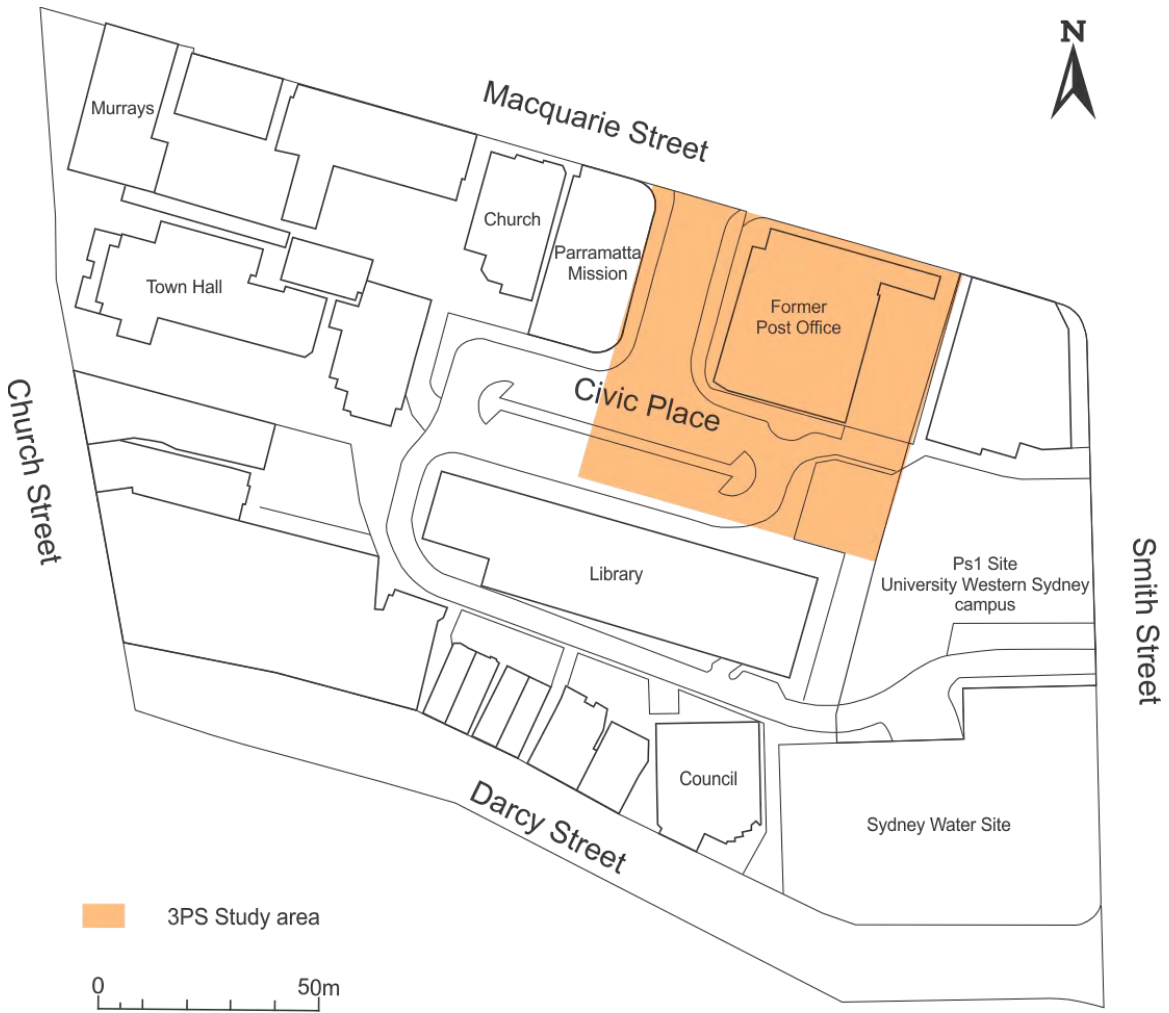 N
Macquarie Street
Murrays
Church
Parramatta
Mission
Former
Post Office
Town Hall
Civic Place
Church Street
Library
Ps1 Site
University Western Sydney
campus
Smith Street
Council
Darcy Street
Sydney Water Site
3PS Study area
0 50m